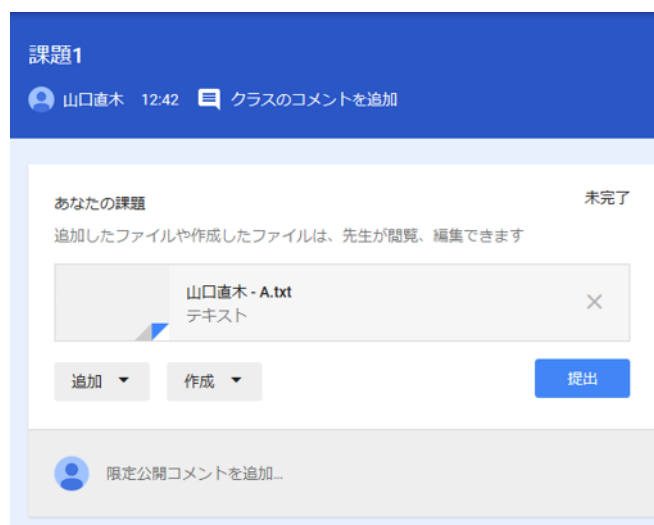 課題1
山口直木 12:42 クラスのコメントを追加
あなたの課題 未完了
追加したファイルや作成したファイルは、先生が閲覧、編集できます
山口直木 - A.txt
テキスト
追加 作成 提出
限定公開コメントを追加...